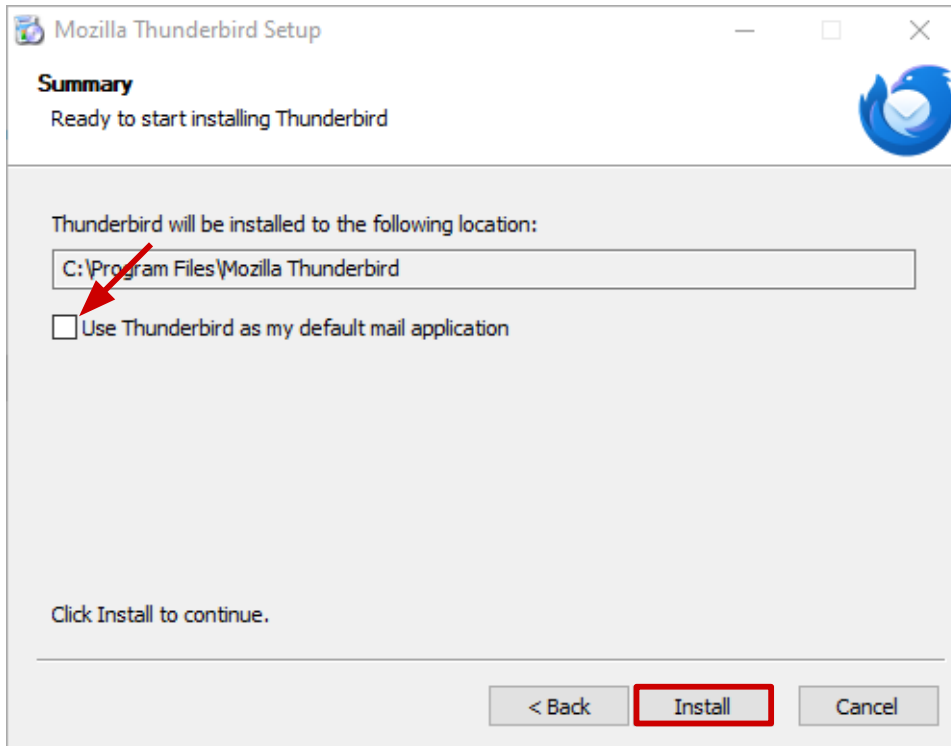 Mozilla Thunderbird Setup
Summary
Ready to start installing Thunderbird
Thunderbird will be installed to the following location:
C:\Program Files\Mozilla Thunderbird
Use Thunderbird as my default mail application
Click Install to continue.
< Back Install Cancel